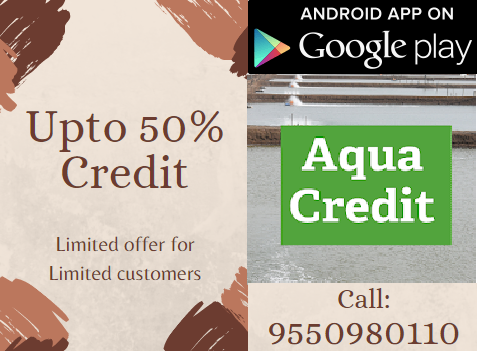 Upto 50%
Credit
Limited offer for
Limited customers
ANDROID APP ON
Google play
Aqua
Credit
Call:
9550980110